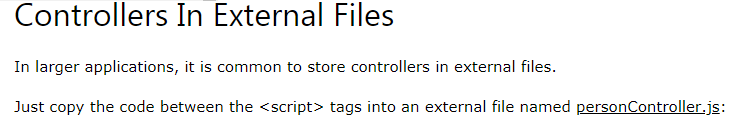 Controllers In External Files
In larger applications, it is common to store controllers in external files.
Just copy the code between the <script> tags into an external file named personController.js: